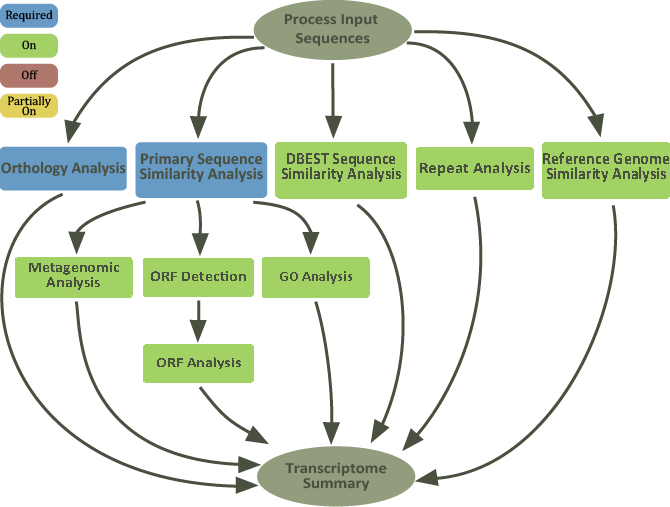 Required
On
Off
Partially
On
Process Input
Sequences
Orthology Analysis
Primary Sequence
Similarity Analysis
DBEST Sequence
Similarity Analysis
Repeat Analysis
Reference Genome
Similarity Analysis
Metagenomic
Analysis
ORF Detection
GO Analysis
ORF Analysis
Transcriptome
Summary